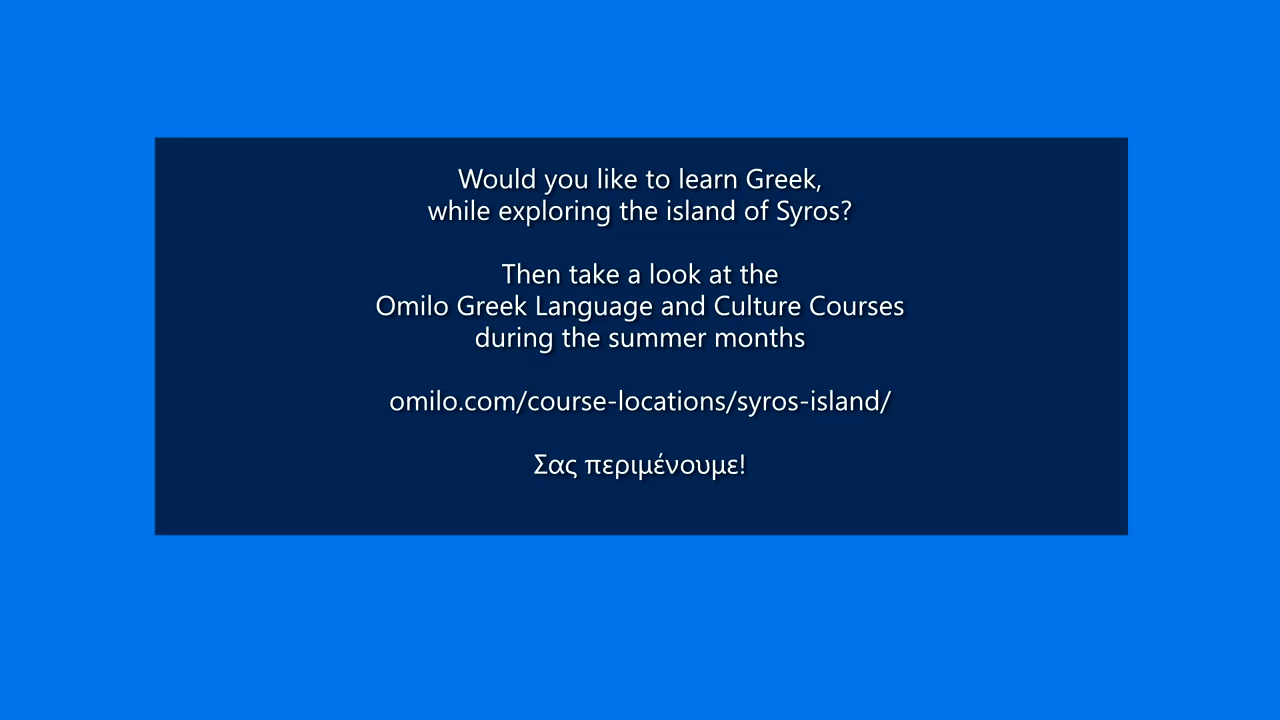 Would you like to learn Greek,
while exploring the island of Syros?
Then take a look at the
Omilo Greek Language and Culture Courses
during the summer months
omilo.com/course-locations/syros-island/
Σας περιμένουμε!